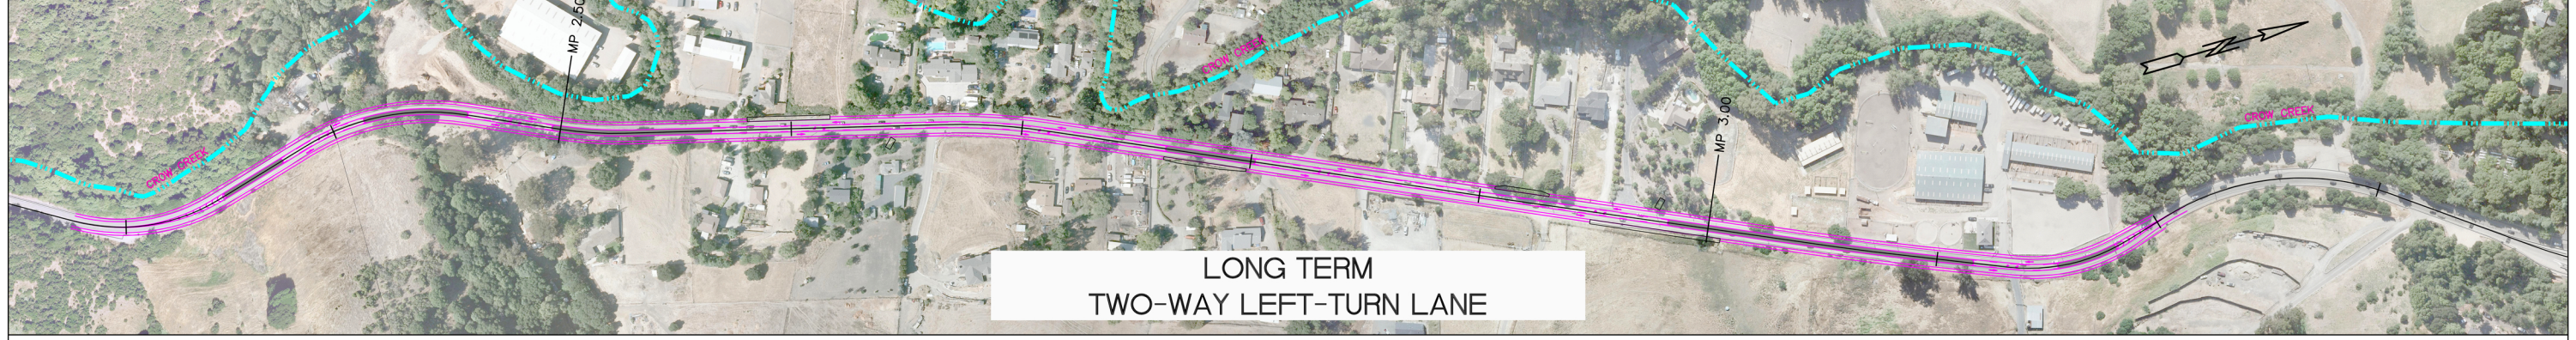 MP 2.50
CROW CREEK
MP 3.00
CROW CREEK
CROW CREEK
LONG TERM
TWO-WAY LEFT-TURN LANE